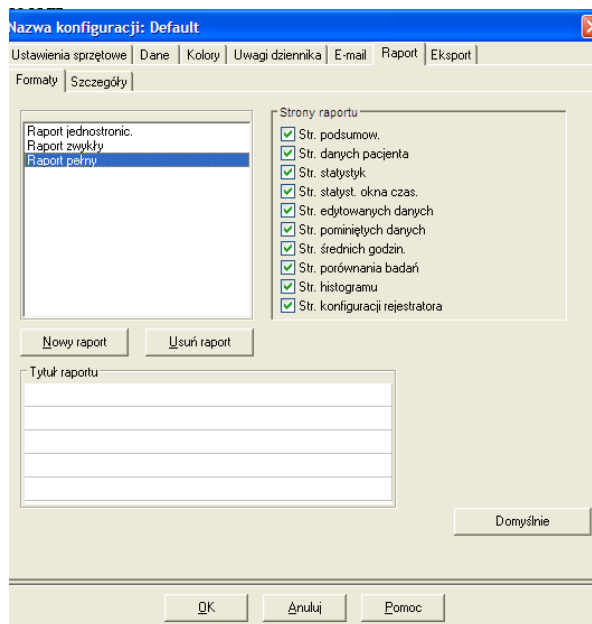 Nazwa konfiguracji: Default
Ustawienia sprzętowe Dane Kolory Uwagi dziennika E-mail Raport Eksport
Formaty Szczegóły
Raport jednostronic.
Raport zwykły
Raport pełny
Strony raportu
Str. podsumow.
Str. danych pacjenta
Str. statystyk
Str. statyst. okna czas.
Str. edytowanych danych
Str. pominiętych danych
Str. średnich godzin.
Str. porównania badań
Str. histogramu
Str. konfiguracji rejestratora
Nowy raport Usuń raport
Tytuł raportu
Domyślnie
OK Anuluj Pomoc